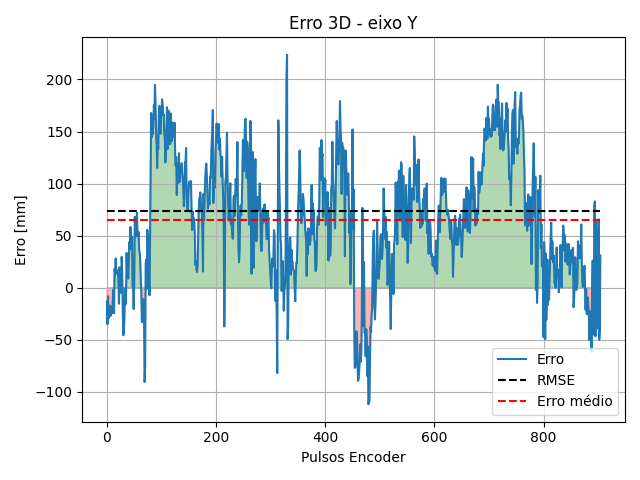 Erro 3D - eixo Y
Erro [mm]
200
150
100
50
0
−50
−100
0
200
400
600
800
Pulsos Encoder
Erro
RMSE
Erro médio